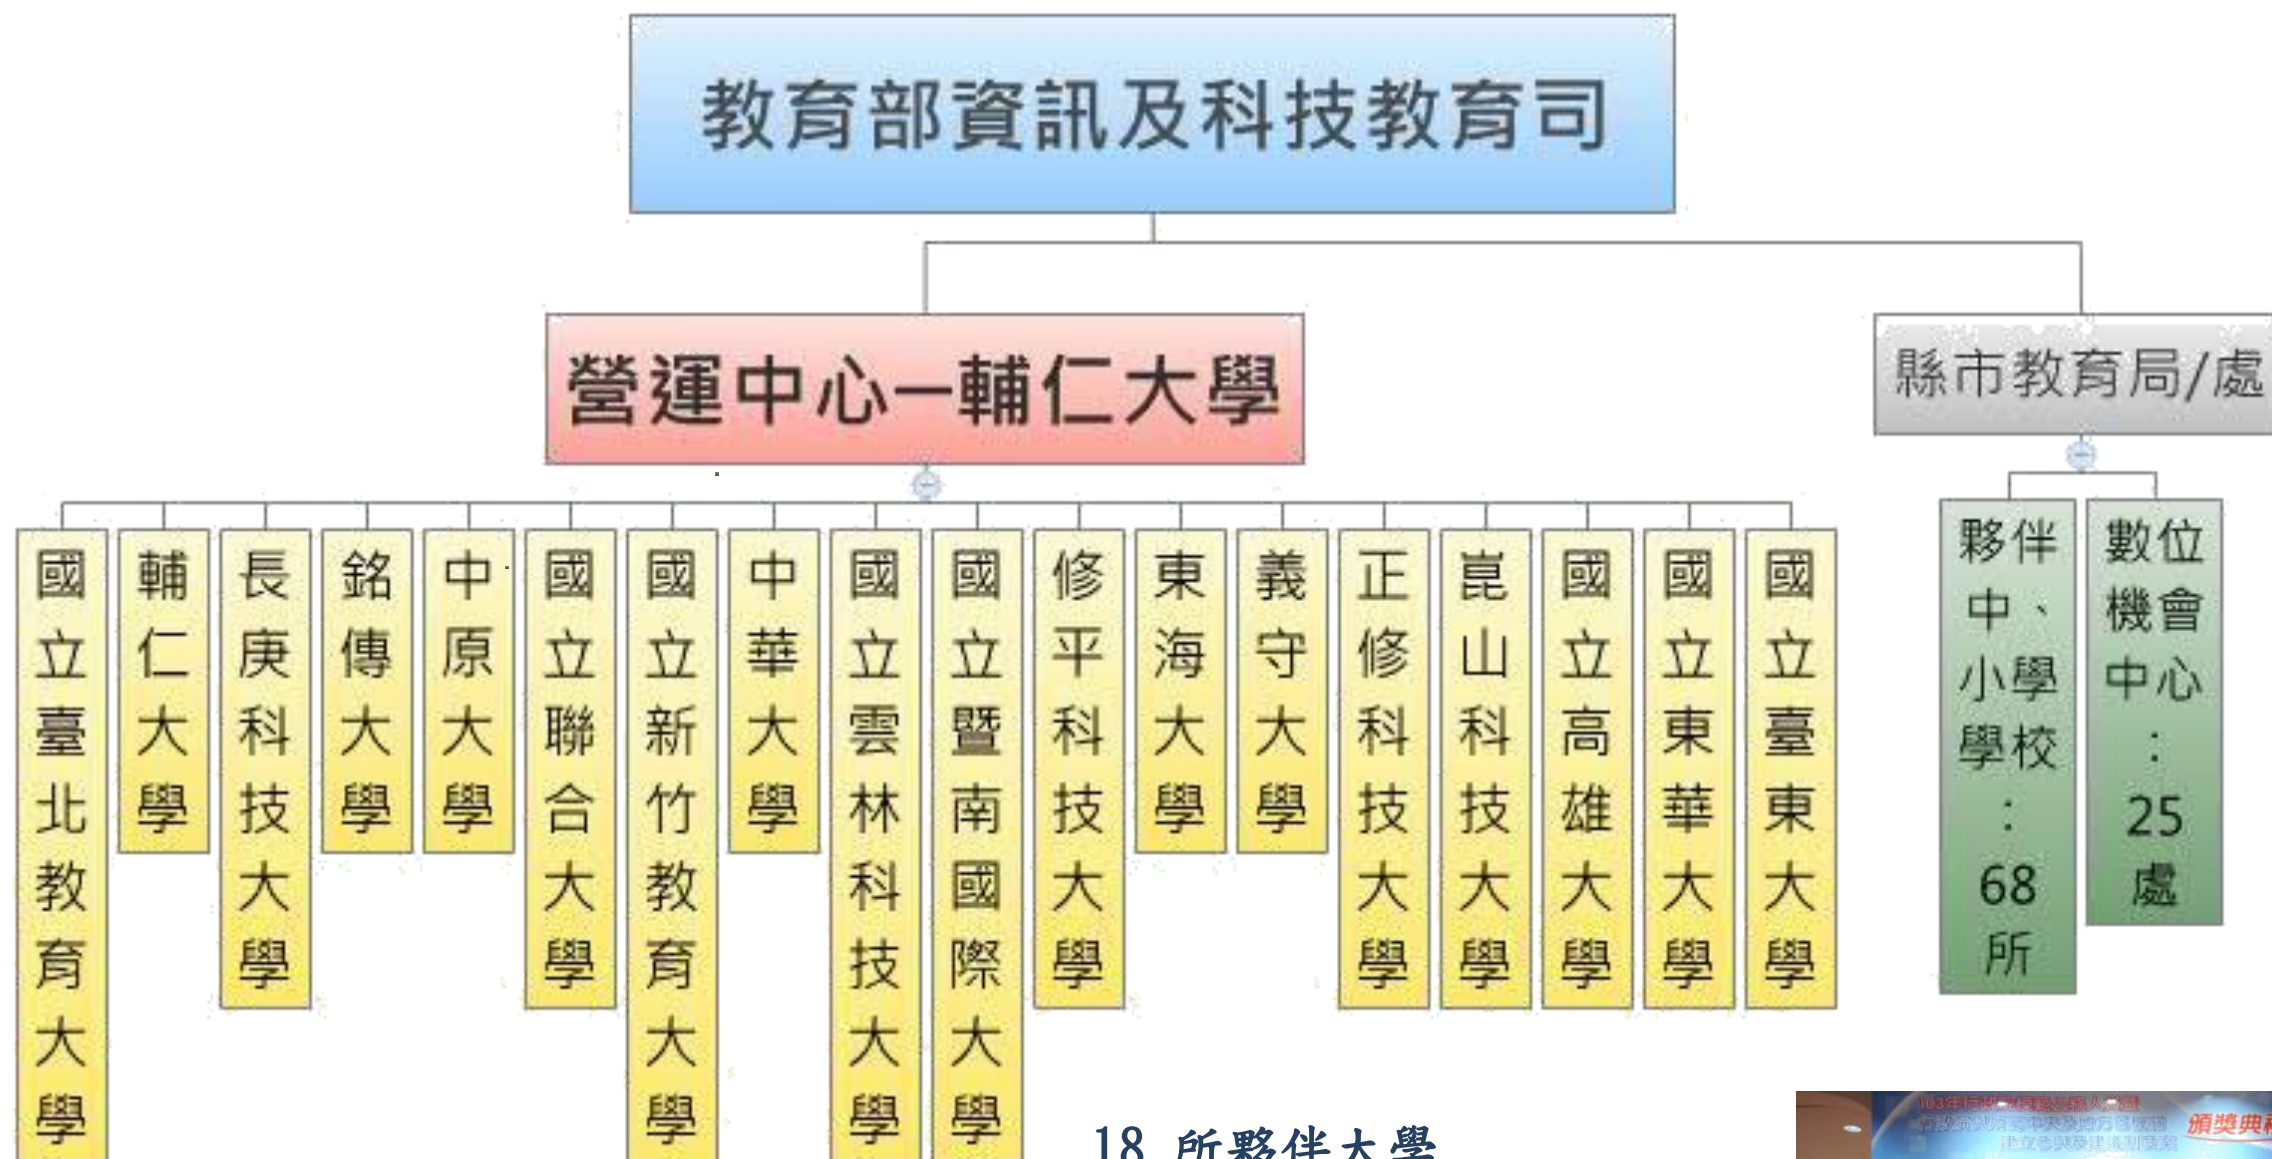 教育部資訊及科技教育司
營運中心—輔仁大學
縣市教育局/處
國立臺北教育大學
輔仁大學
長庚科技大學
銘傳大學
中原大學
國立聯合大學
國立新竹教育大學
中華大學
國立雲林科技大學
國立暨南國際大學
修平科技大學
東海大學
義守大學
正修科技大學
崑山科技大學
國立高雄大學
國立東華大學
國立臺東大學
夥伴
中、
小學
學校
:
68
所
數位
機會
中心
:
25
處
18 所夥伴大學
頒獎典